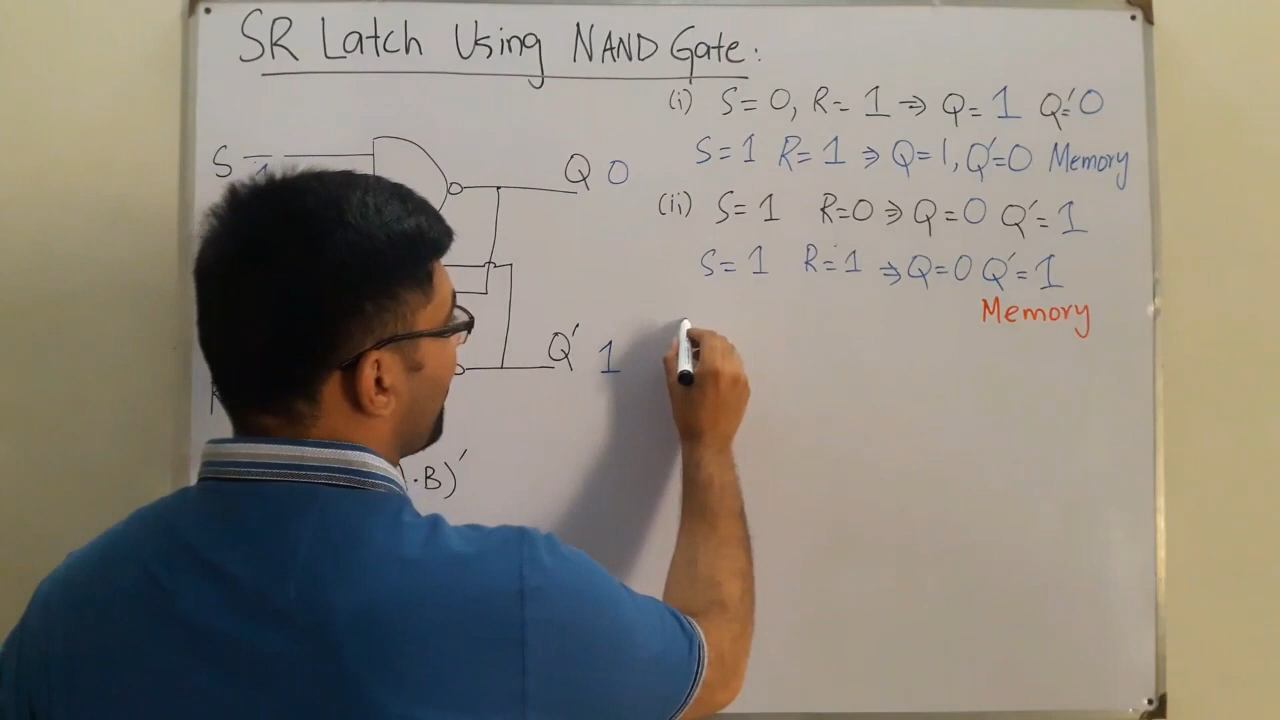 SR Latch Using NAND Gate:
(i) S=0, R=1 ⇒ Q=1 Q'=0
S=1 R=1 ⇒ Q=1, Q'=0 Memory
(ii) S=1 R=0 ⇒ Q=0 Q'=1
S=1 R=1 ⇒ Q=0 Q'=1
Memory
S
1
Q 0
Q' 1
.B)'